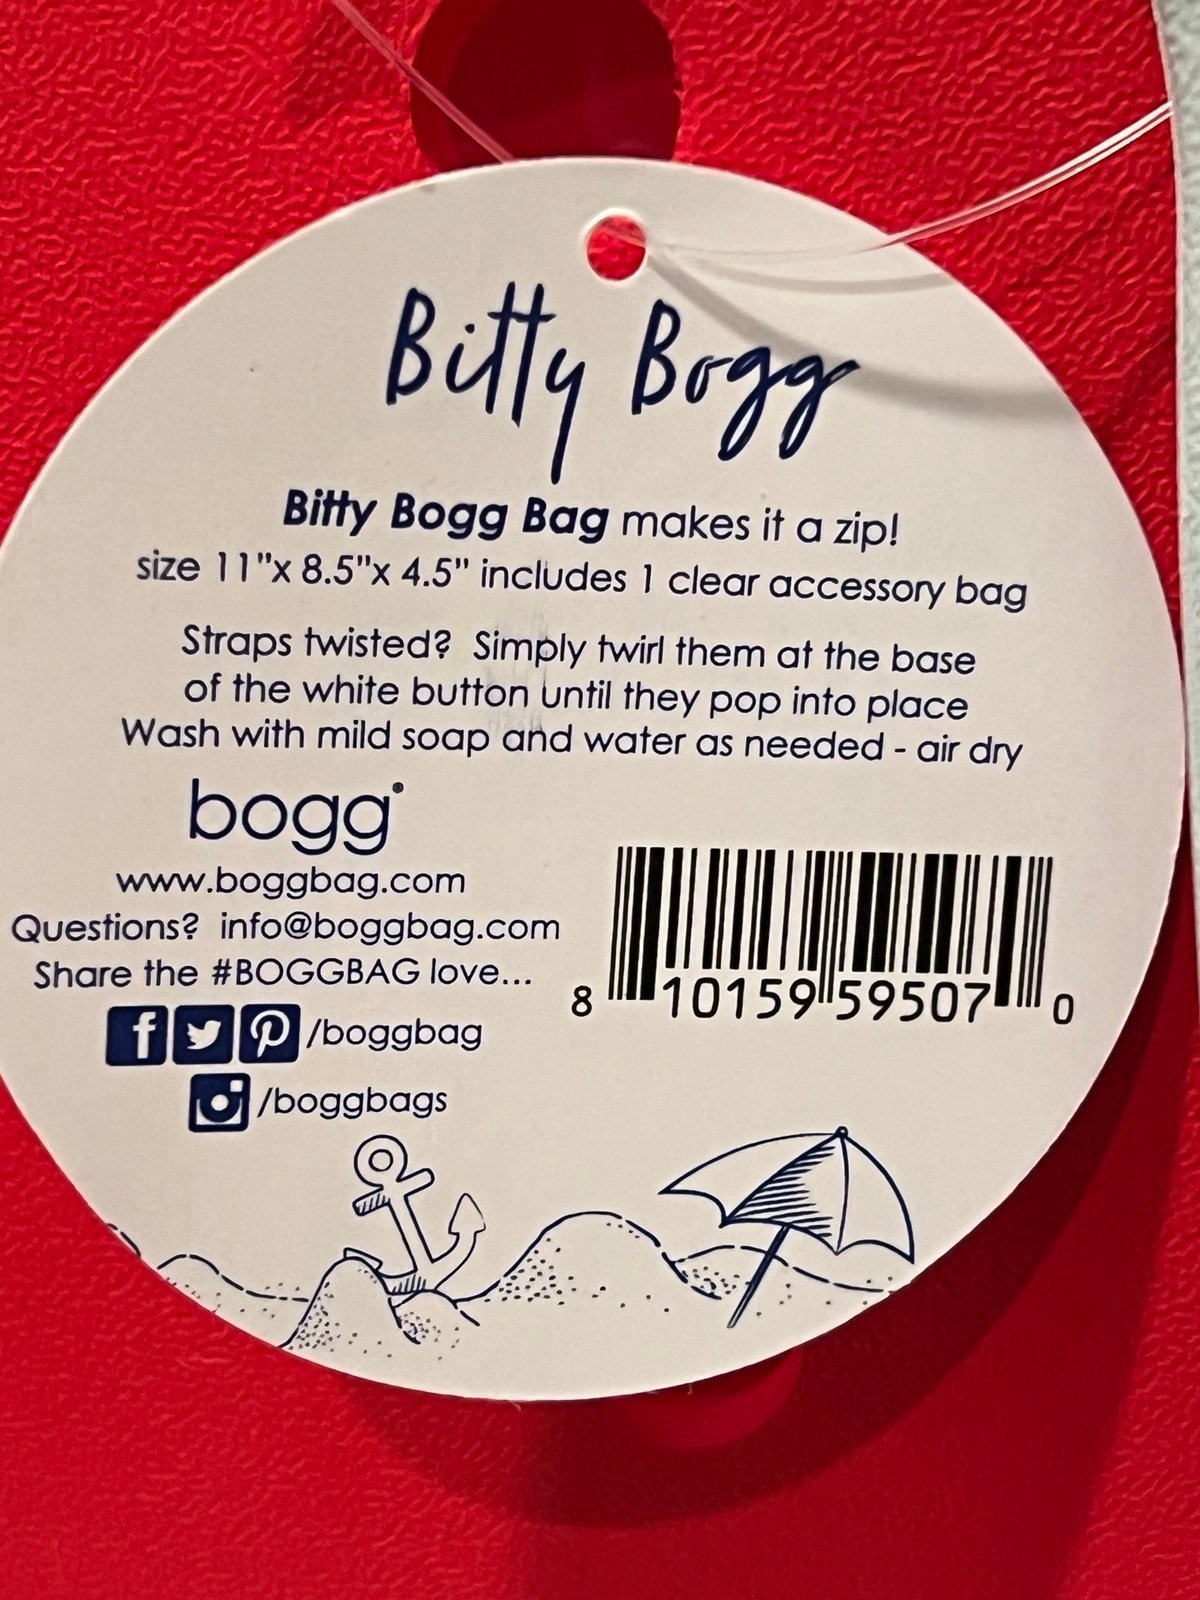 Bitty Bogg
Bitty Bogg Bag makes it a zip!
size 11"x 8.5"x 4.5" includes 1 clear accessory bag
Straps twisted? Simply twirl them at the base
of the white button until they pop into place
Wash with mild soap and water as needed - air dry
bogg
www.boggbag.com
Questions? info@boggbag.com
Share the #BOGGBAG love...
/boggbag
/boggbags
8 10159 59507 0